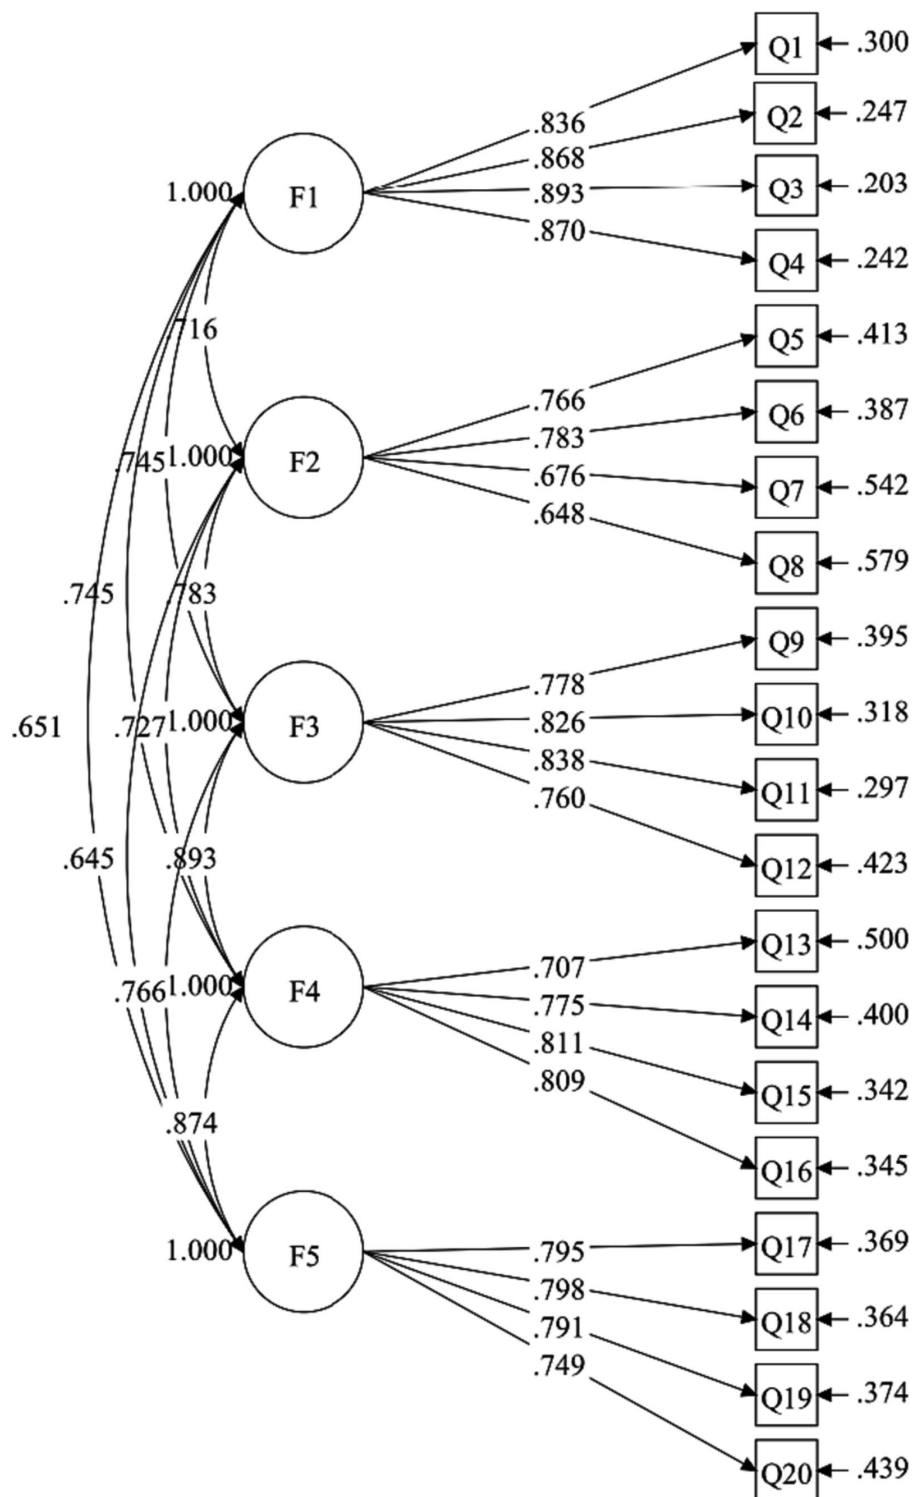 Q1 .300
.836
Q2 .247
.868
1.000 F1 .893 Q3 .203
.870
Q4 .242
.716
Q5 .413
.766
Q6 .387
.783
.745 1.000 F2
.676 Q7 .542
.648
Q8 .579
.745 .783
Q9 .395
.778
.651 .727 1.000 F3 .826 Q10 .318
.838
Q11 .297
.760
.645 .893 Q12 .423
Q13 .500
.707
.766 1.000 F4
.775 Q14 .400
.811
.809
Q15 .342
.874
Q16 .345
1.000 F5 .795 Q17 .369
.798
Q18 .364
.791
.749
Q19 .374
Q20 .439